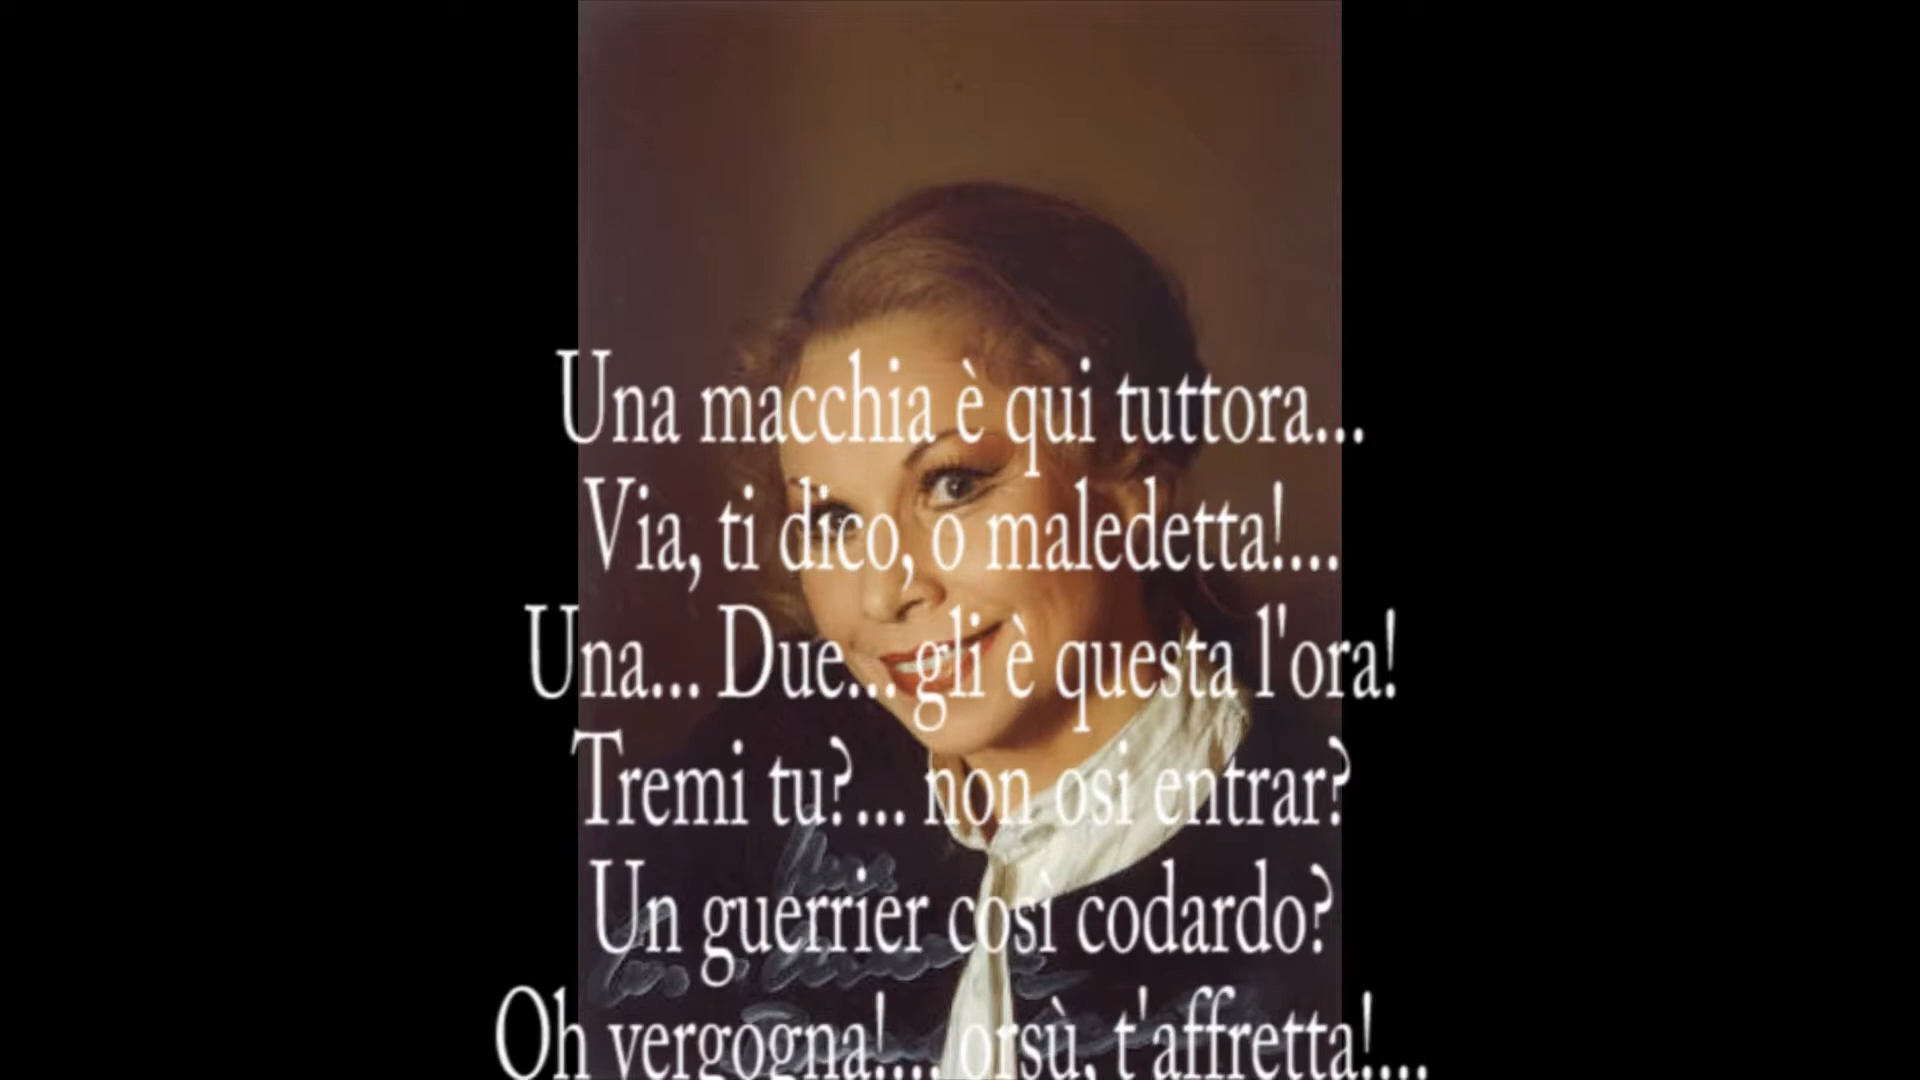 Una macchia è qui tuttora...
Via, ti dico, o maledetta!...
Una... Due... gli è questa l'ora!
Tremi tu?... non osi entrar?
Un guerrier così codardo?
Oh vergogna!... orsù, t'affretta!...